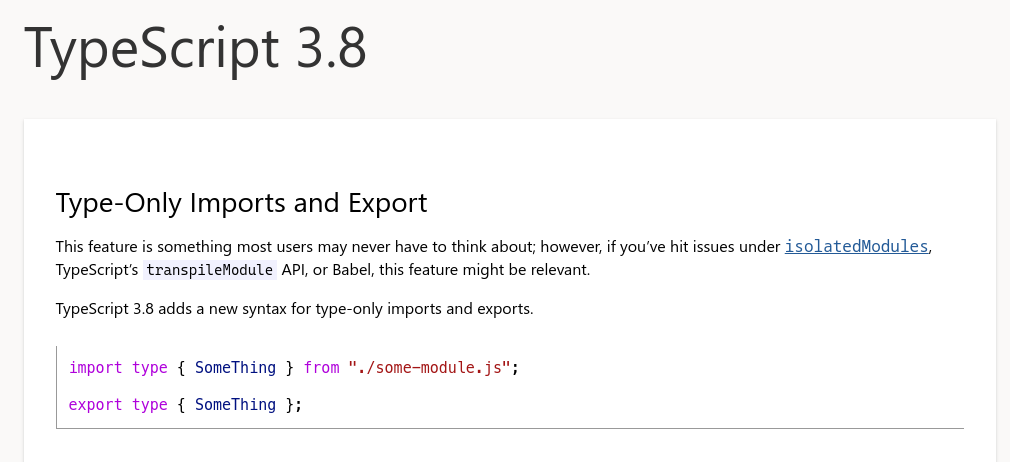 TypeScript 3.8
Type-Only Imports and Export
This feature is something most users may never have to think about; however, if you’ve hit issues under isolatedModules,
TypeScript’s transpileModule API, or Babel, this feature might be relevant.
TypeScript 3.8 adds a new syntax for type-only imports and exports.
import type { SomeThing } from "./some-module.js";
export type { SomeThing };